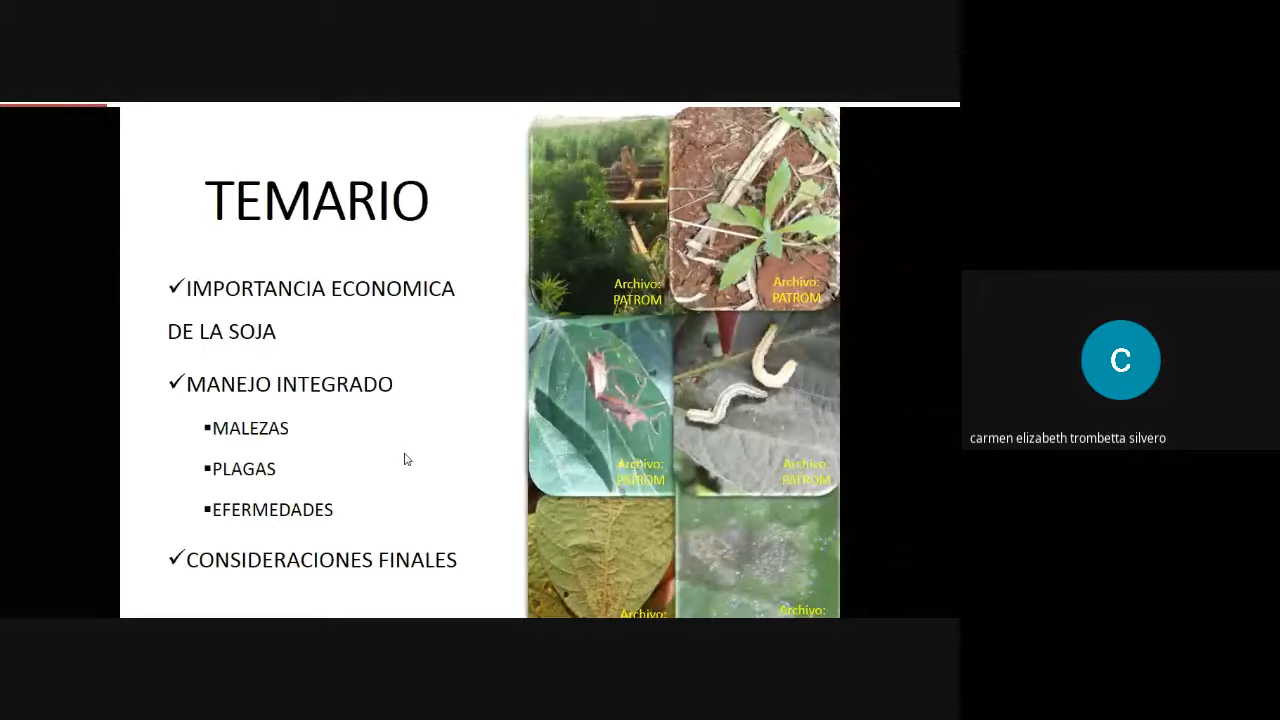 TEMARIO
✓IMPORTANCIA ECONOMICA
DE LA SOJA
✓MANEJO INTEGRADO
▪MALEZAS
▪PLAGAS
▪EFERMEDADES
✓CONSIDERACIONES FINALES
Archivo:
PATROM
Archivo:
PATROM
Archivo:
PATROM
Archivo:
PATROM
Archivo:
Archivo:
C
carmen elizabeth trombetta silvero